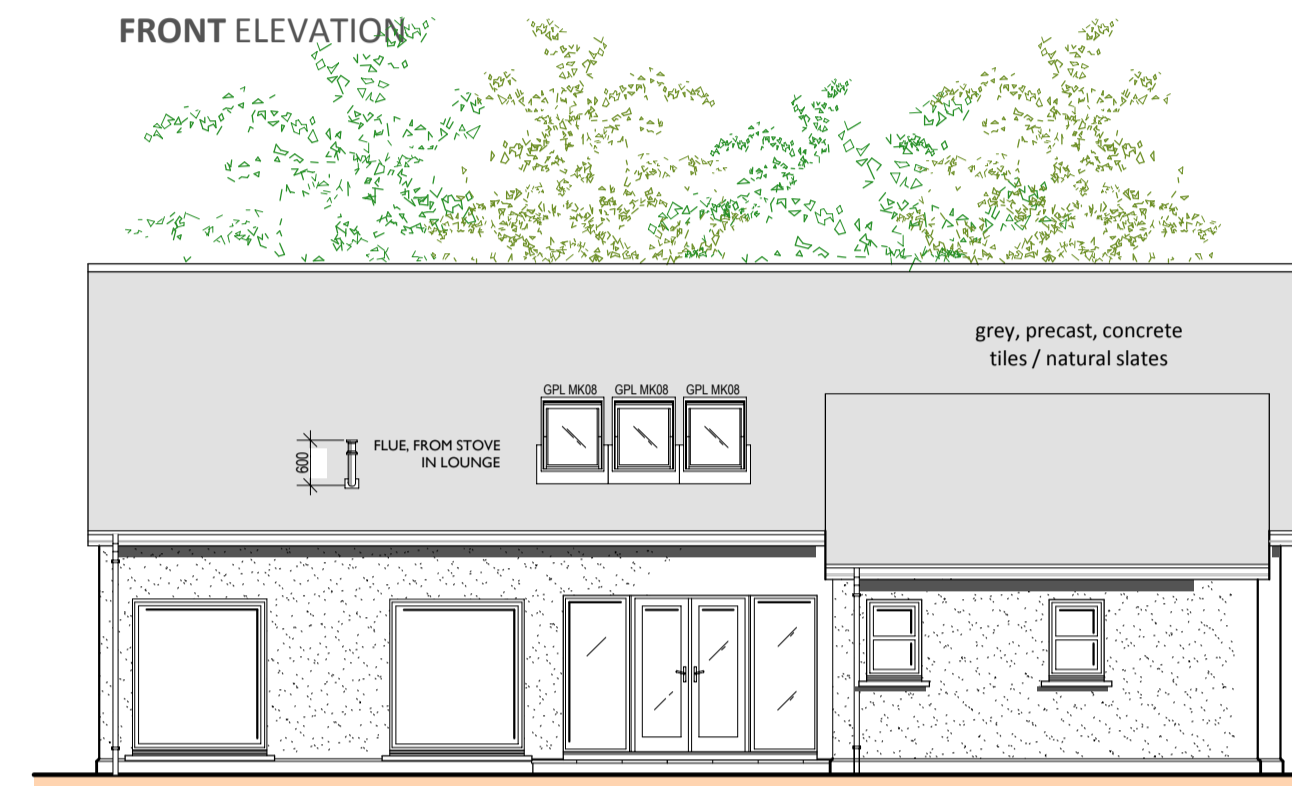 FRONT ELEVATION
grey, precast, concrete
tiles / natural slates
GPL MK08 GPL MK08 GPL MK08
FLUE, FROM STOVE
IN LOUNGE
600